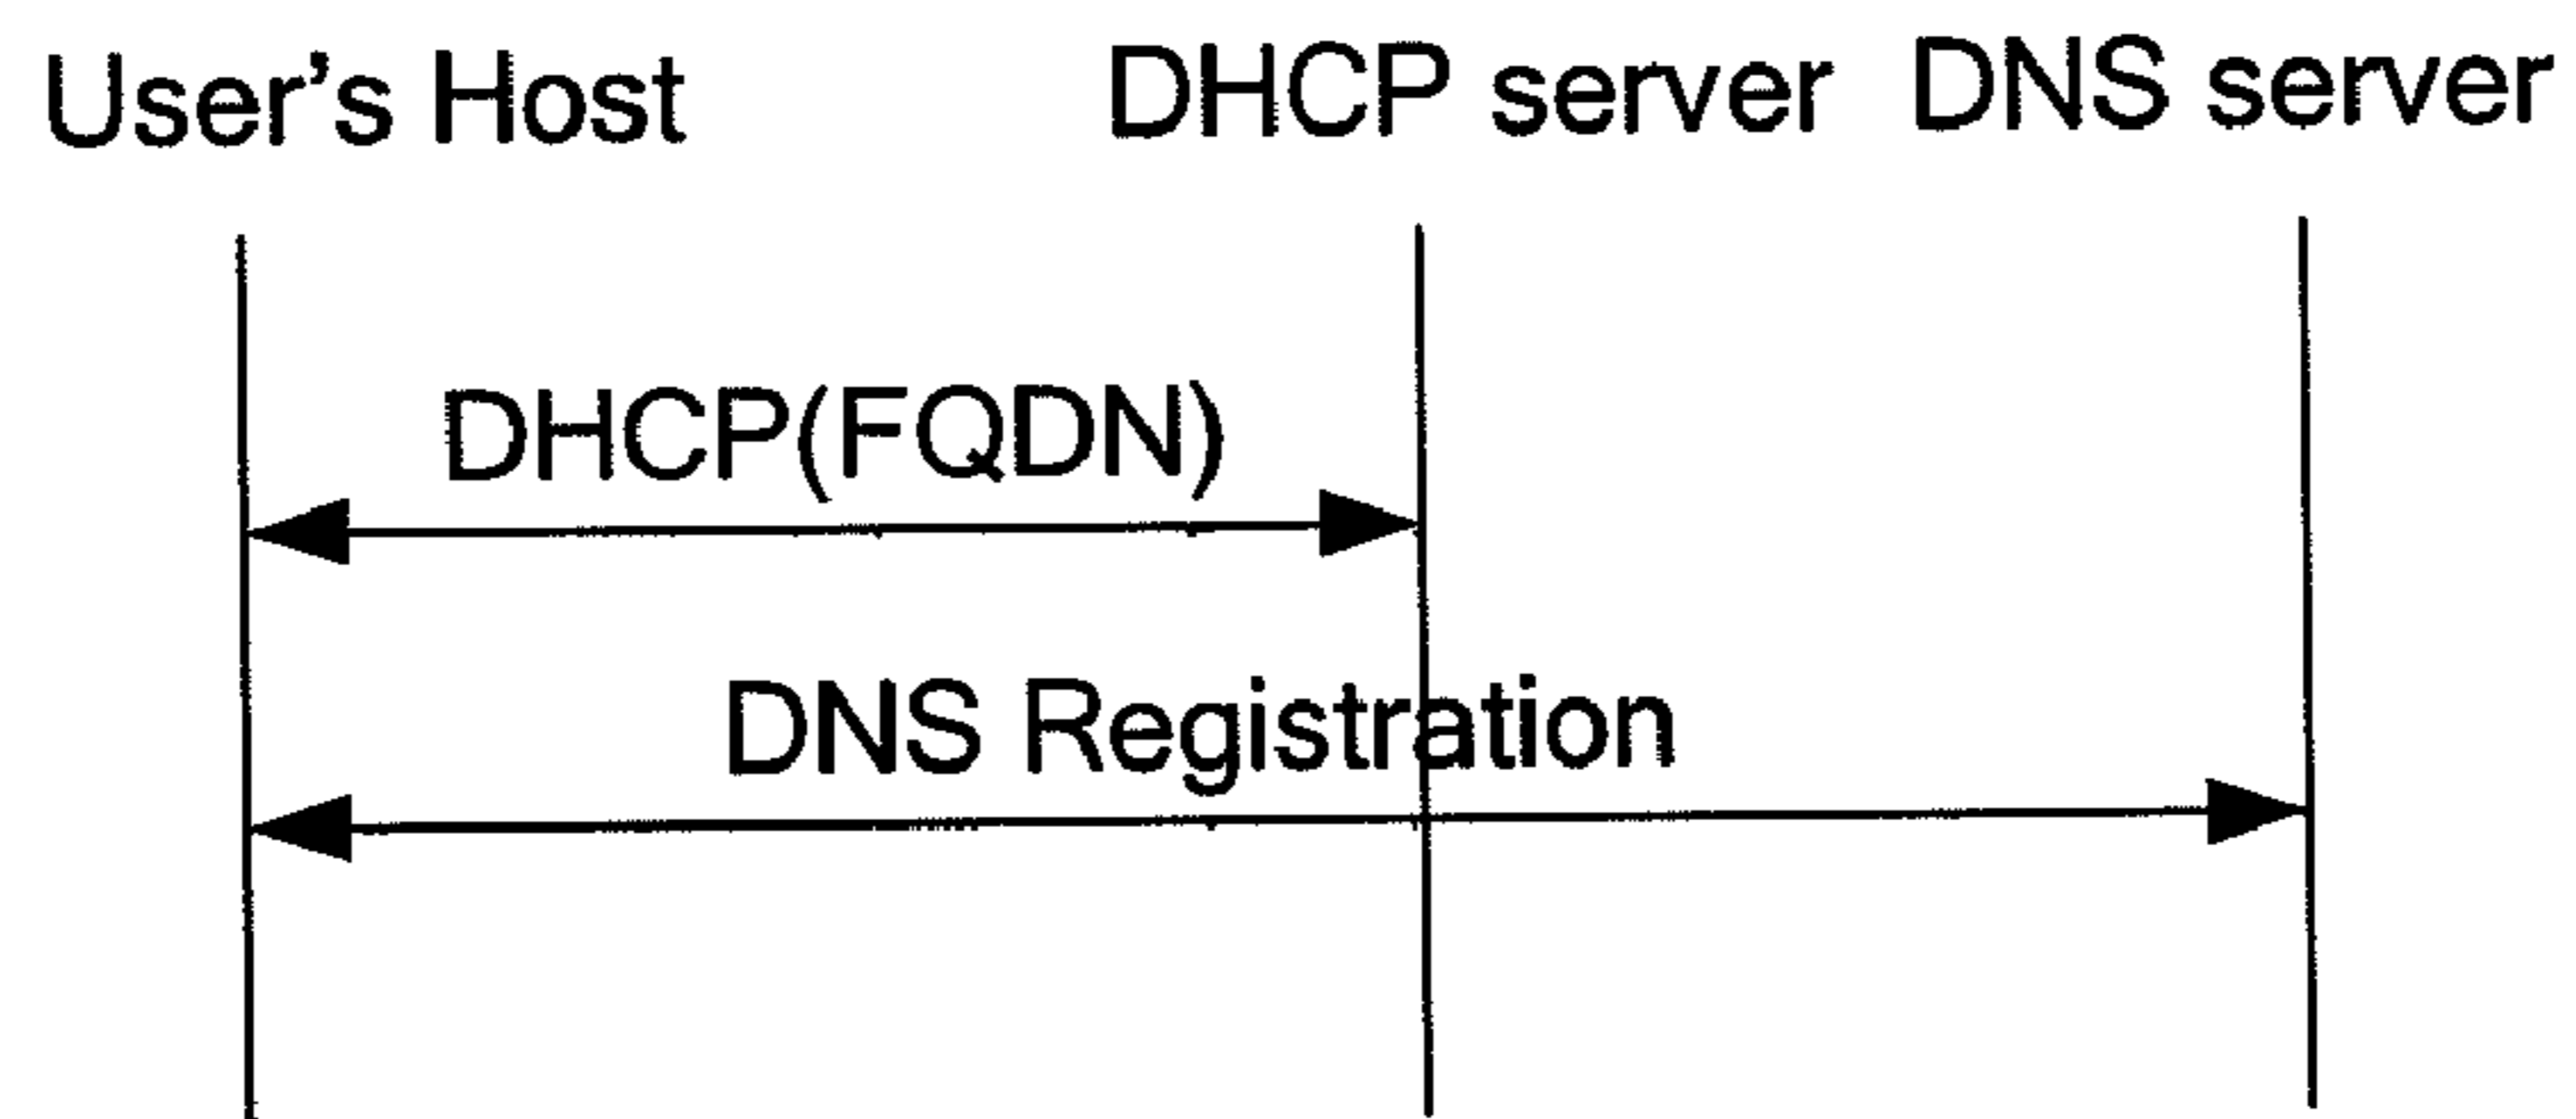 User's Host DHCP server DNS server
DHCP(FQDN)
DNS Registration